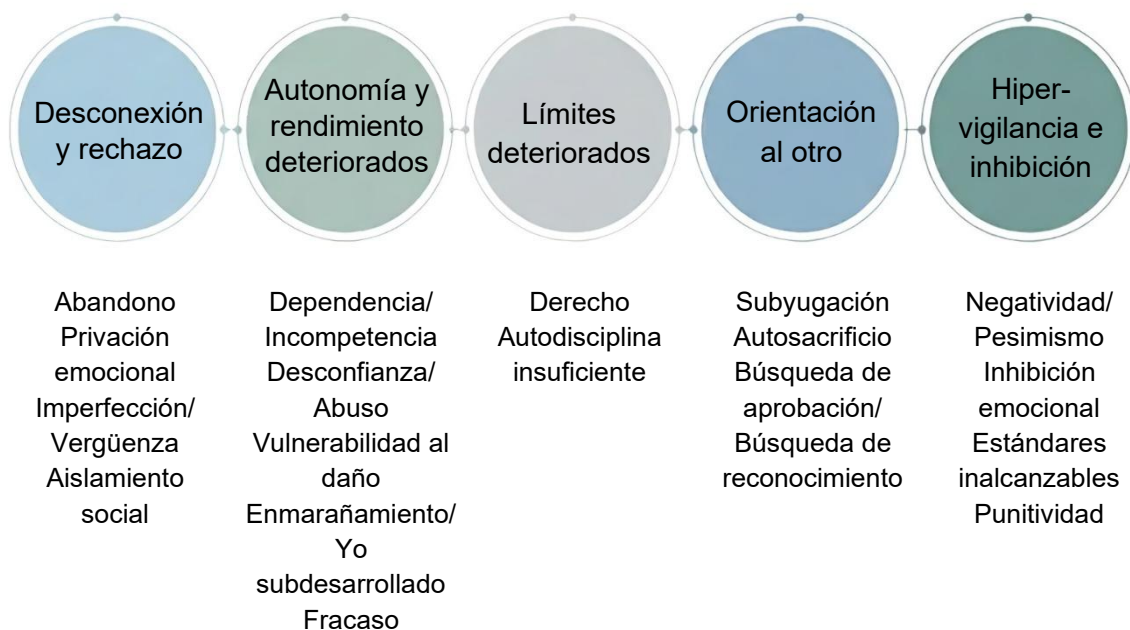 Desconexión
y rechazo
Autonomía y
rendimiento
deteriorados
Límites
deteriorados
Orientación
al otro
Hiper-
vigilancia e
inhibición
Abandono
Privación
emocional
Imperfección/
Vergüenza
Aislamiento
social
Dependencia/
Incompetencia
Desconfianza/
Abuso
Vulnerabilidad al
daño
Enmarañamiento/
Yo
subdesarrollado
Fracaso
Derecho
Autodisciplina
insuficiente
Subyugación
Autosacrificio
Búsqueda de
aprobación/
Búsqueda de
reconocimiento
Negatividad/
Pesimismo
Inhibición
emocional
Estándares
inalcanzables
Punitividad